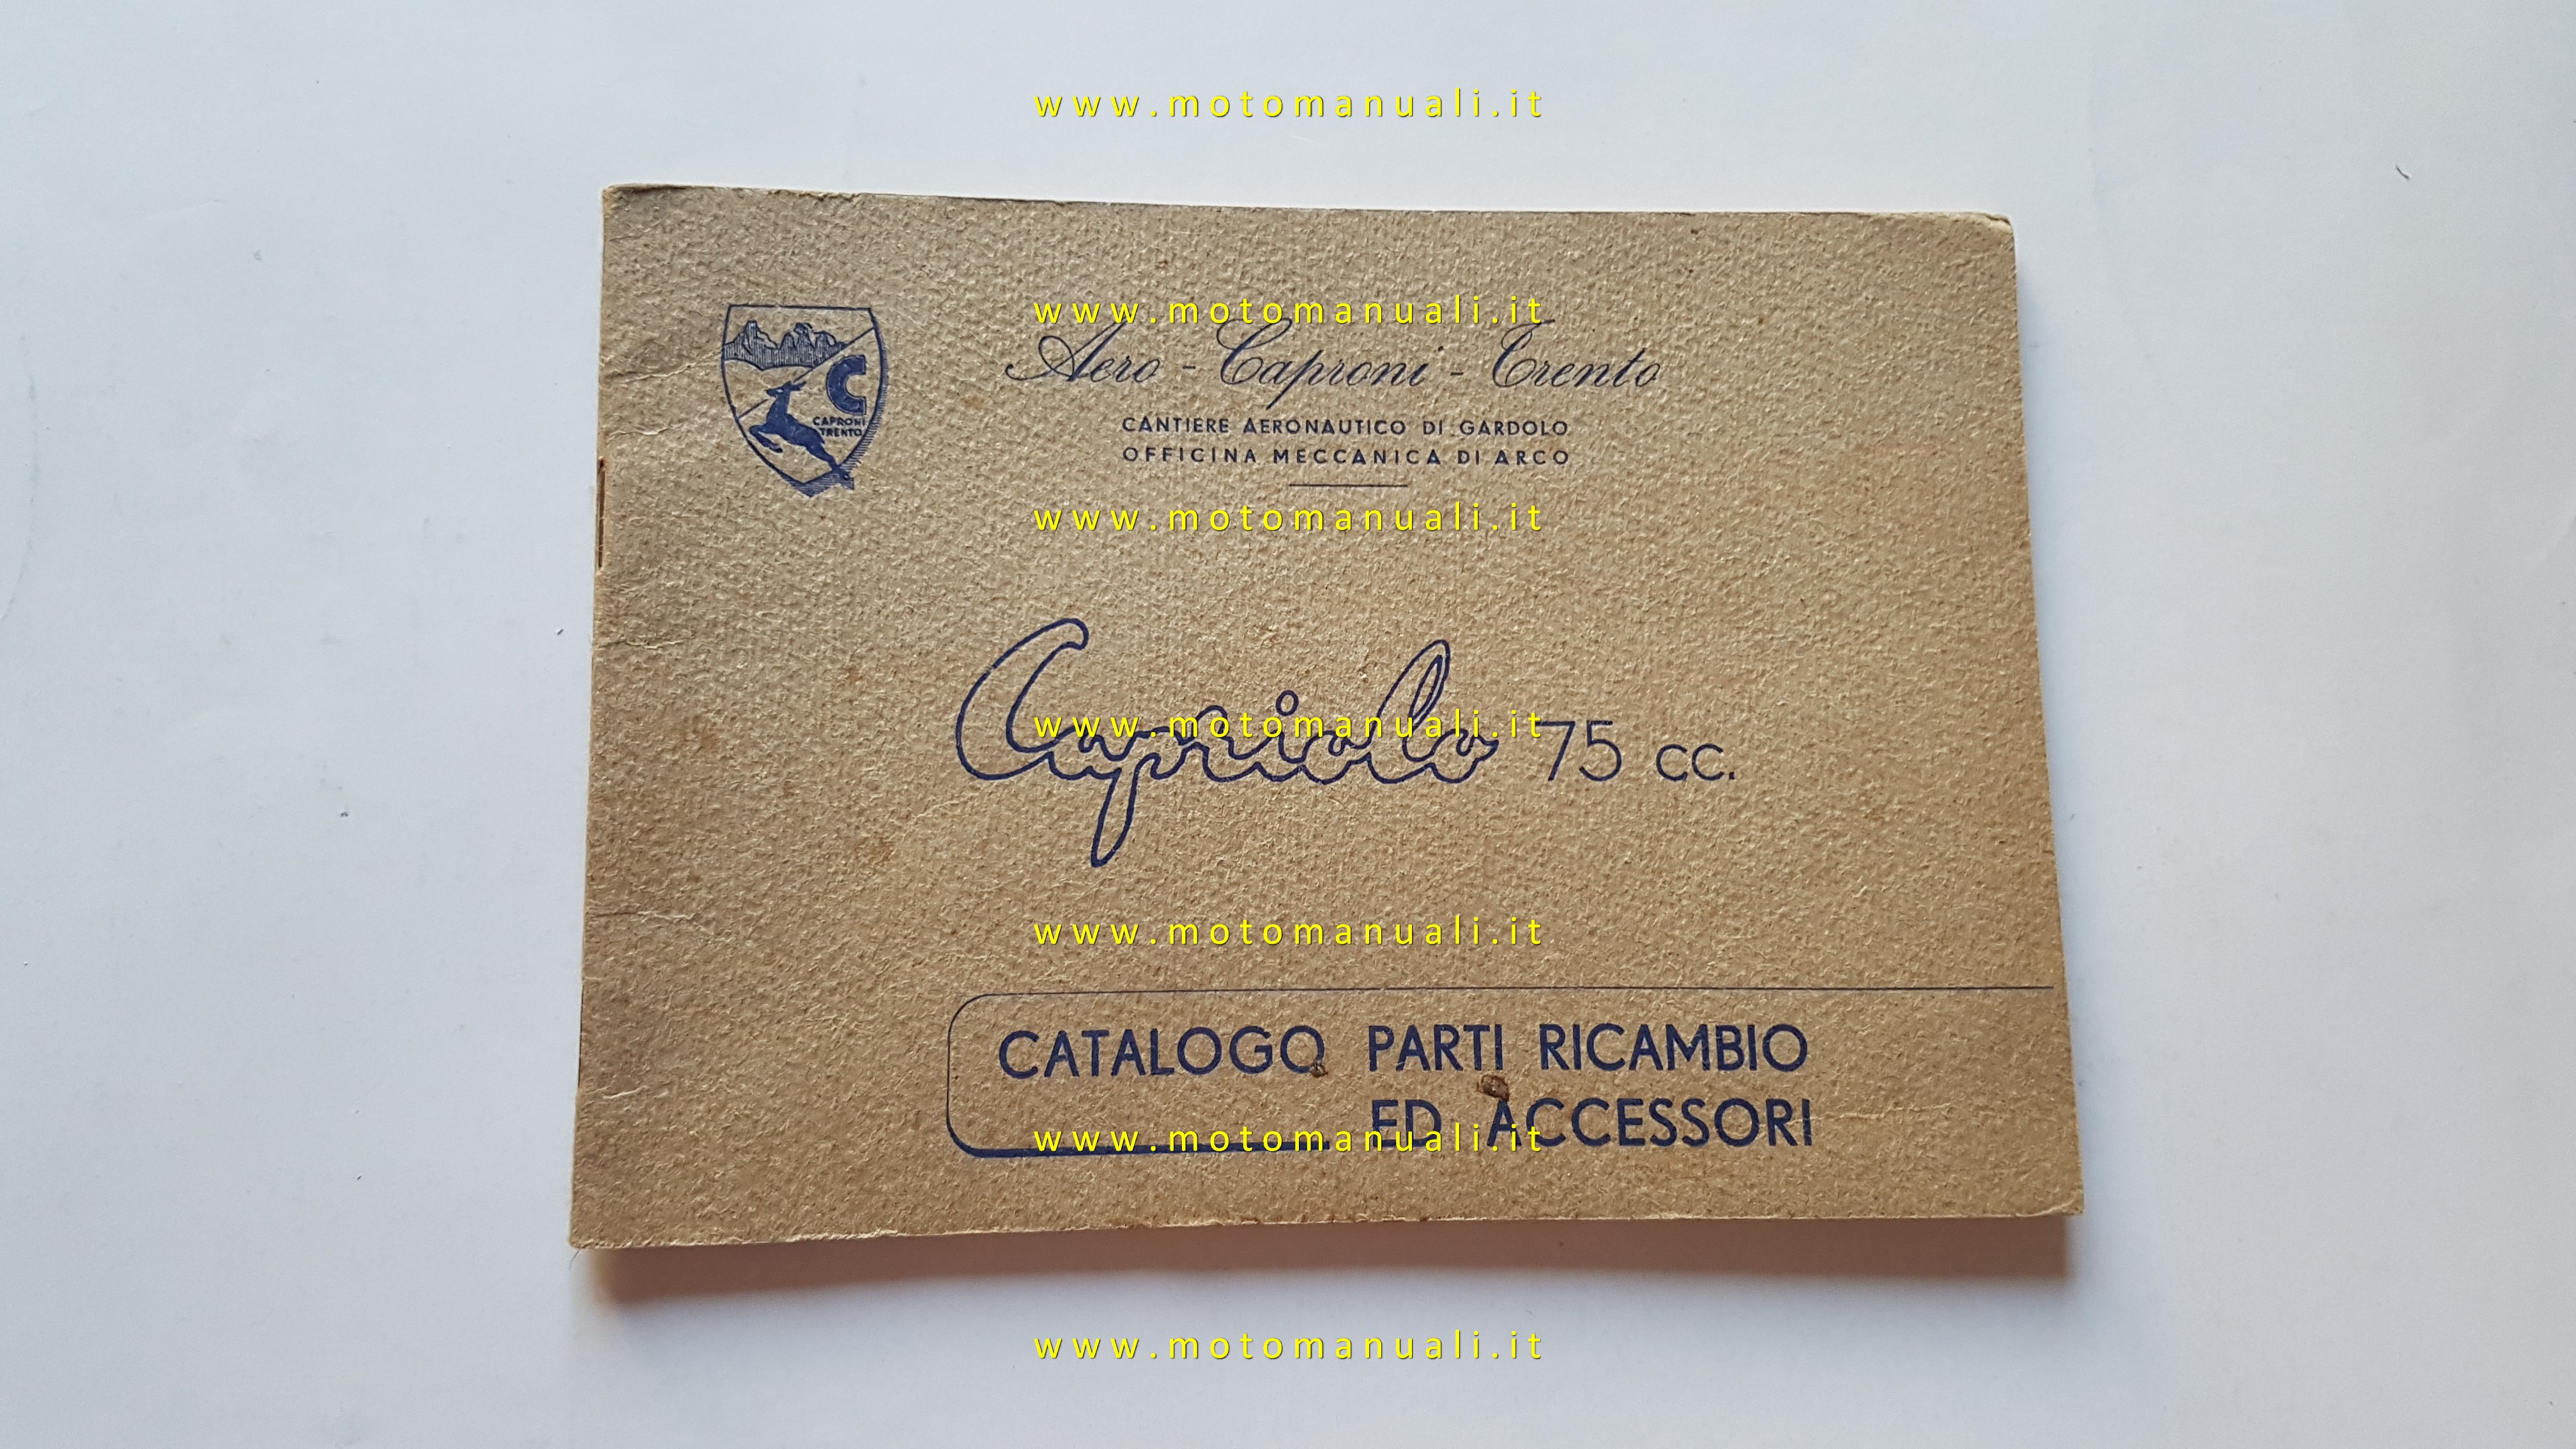 www.motomanuali.it
www.motomanuali.it
C
CAPRONI
TRENTO
Aero - Caproni - Trento
CANTIERE AERONAUTICO DI GARDOLO
OFFICINA MECCANICA DI ARCO
www.motomanuali.it
Capriolo 75 cc.
www.motomanuali.it
www.motomanuali.it
CATALOGO PARTI RICAMBIO
ED ACCESSORI
www.motomanuali.it
www.motomanuali.it